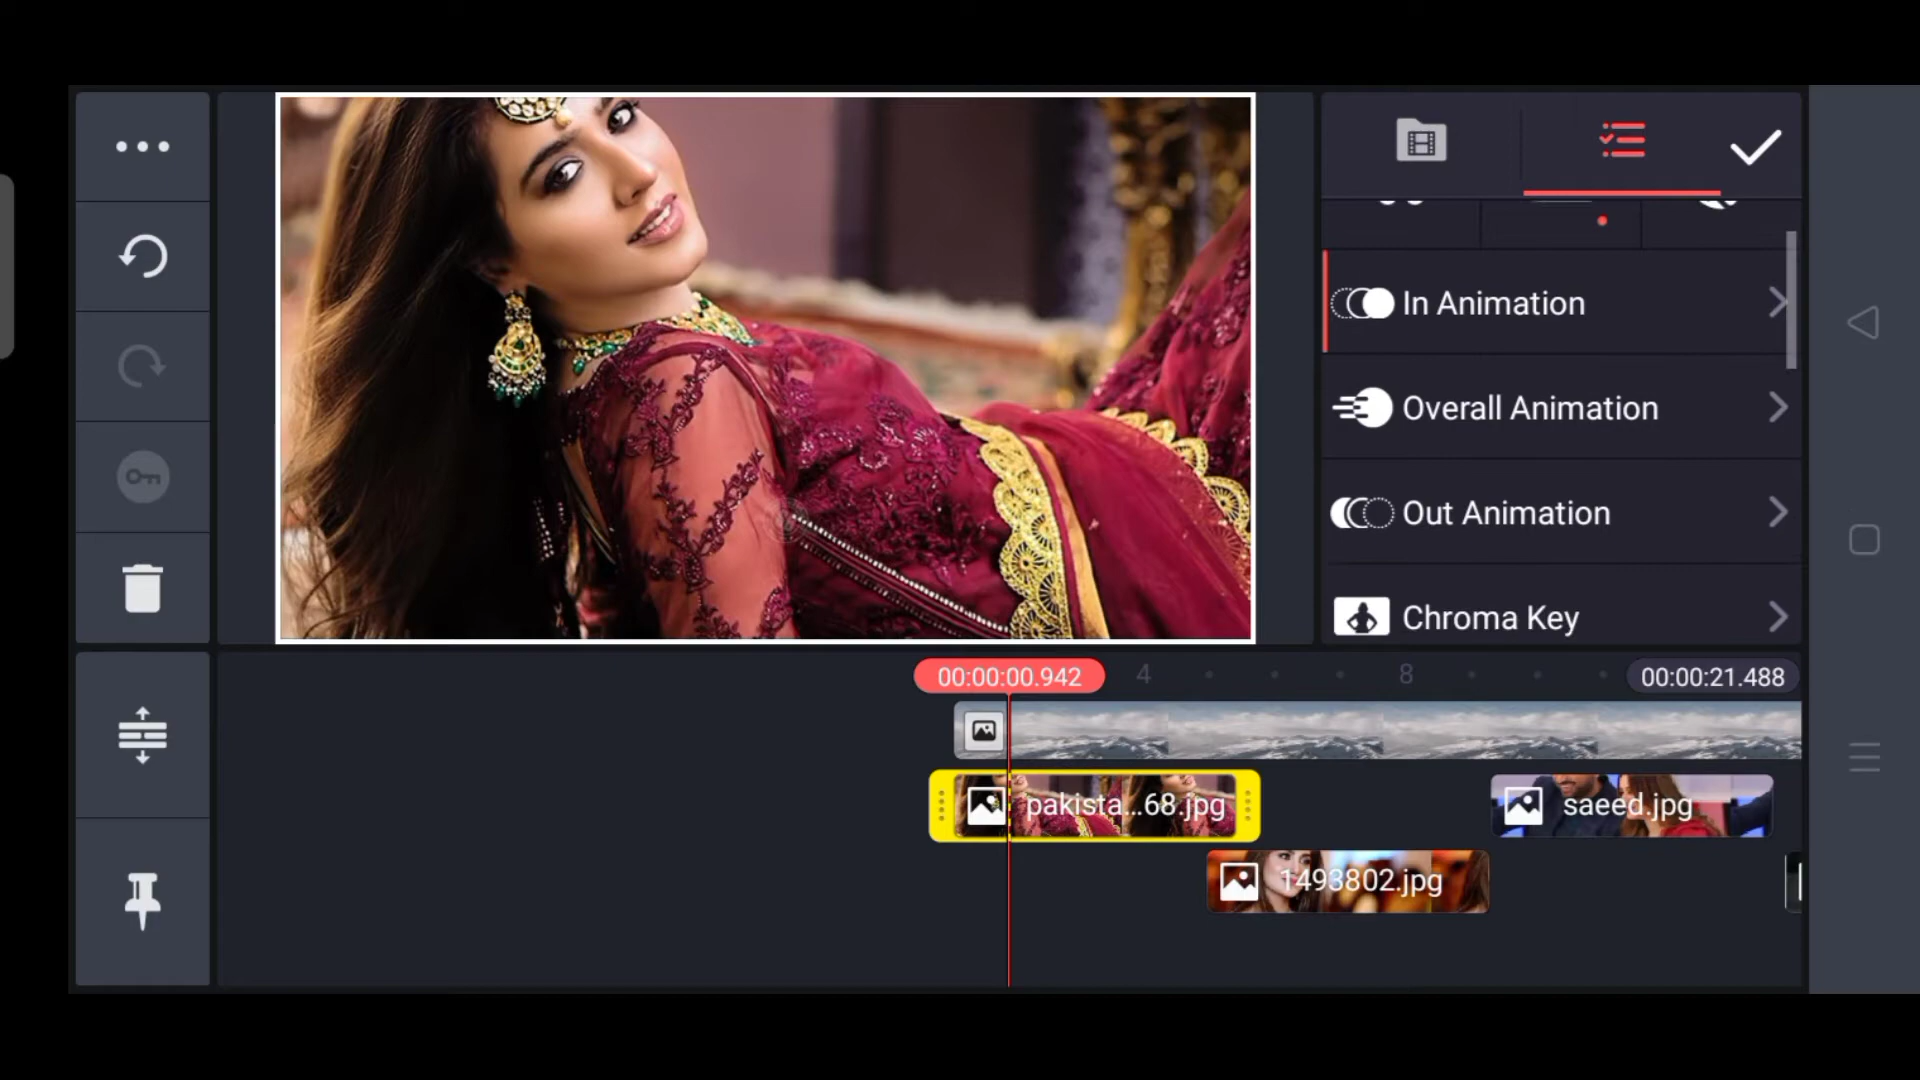 In Animation
Overall Animation
Out Animation
Chroma Key
00:00:00.942
4
8
00:00:21.488
pakista...68.jpg
saeed.jpg
1493802.jpg